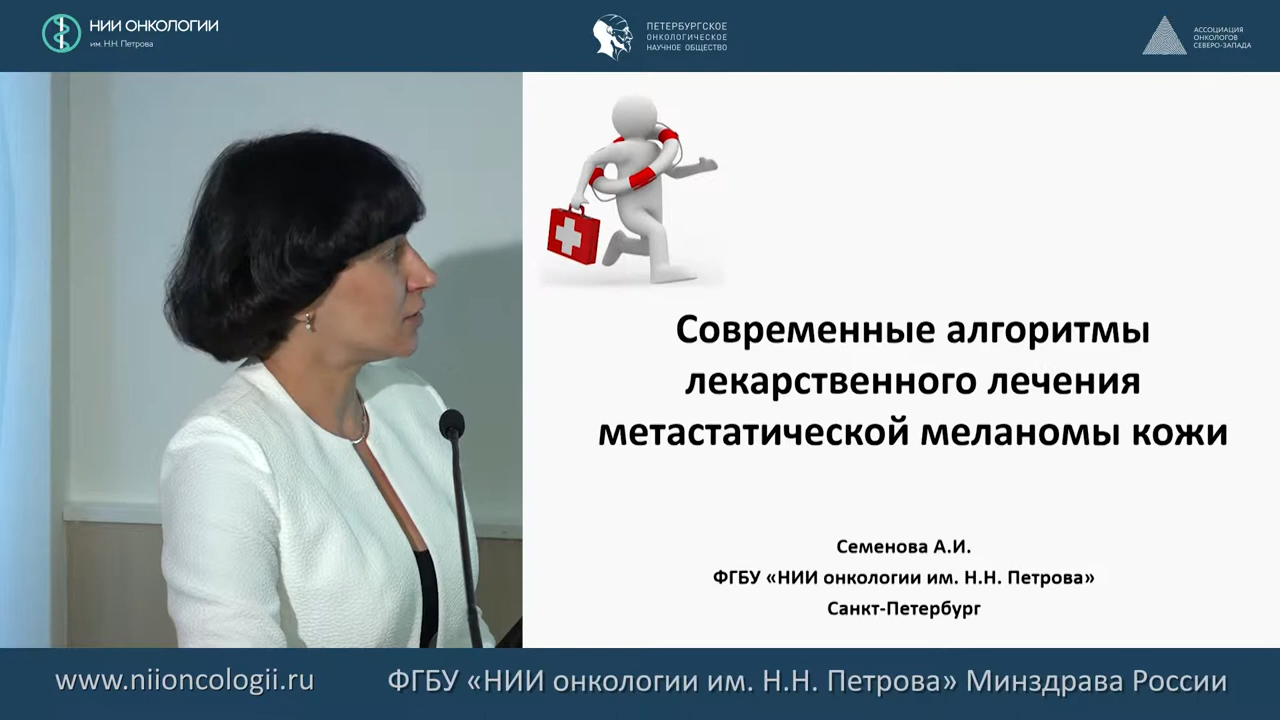 НИИ ОНКОЛОГИИ
им. Н.Н. Петрова
ПЕТЕРБУРГСКОЕ
ОНКОЛОГИЧЕСКОЕ
НАУЧНОЕ ОБЩЕСТВО
АССОЦИАЦИЯ
ОНКОЛОГОВ
СЕВЕРО-ЗАПАДА
Современные алгоритмы
лекарственного лечения
метастатической меланомы кожи
Семенова А.И.
ФГБУ «НИИ онкологии им. Н.Н. Петрова»
Санкт-Петербург
www.niioncologii.ru
ФГБУ «НИИ онкологии им. Н.Н. Петрова» Минздрава России